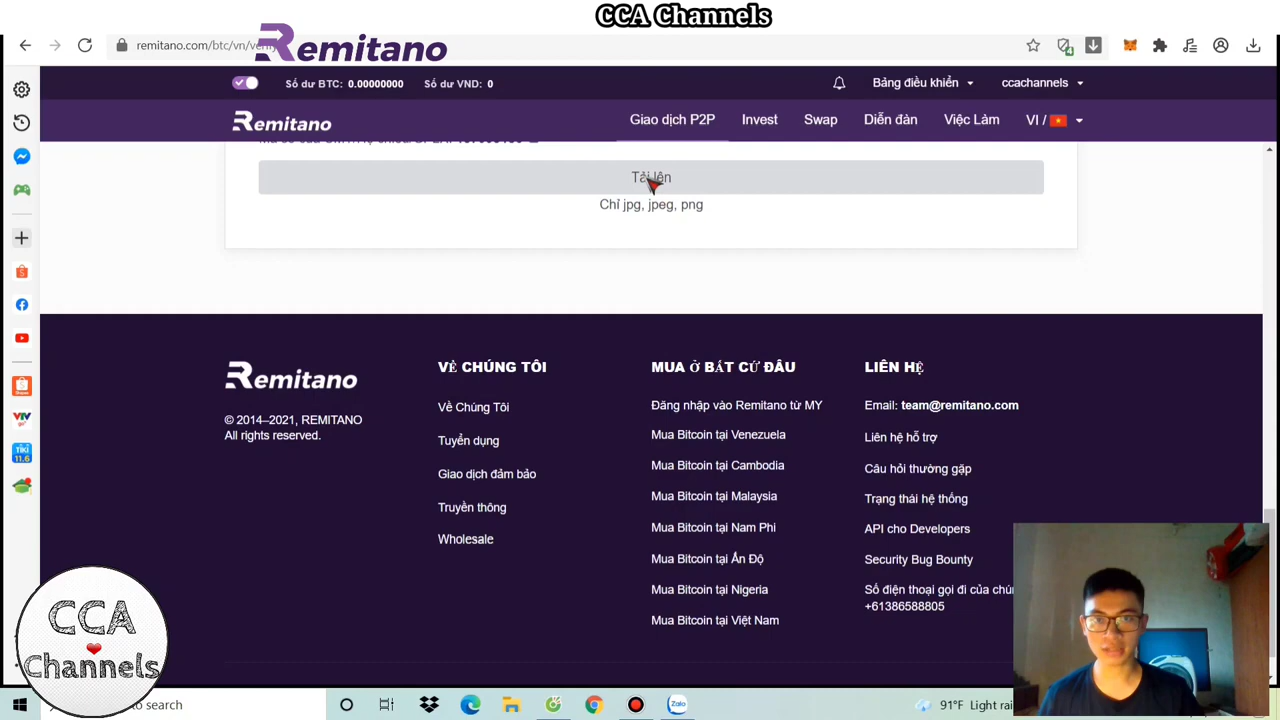 CCA Channels
remitano.com/btc/vn/ver
Remitano
Số dư BTC: 0.00000000
Số dư VND: 0
Bảng điều khiển
ccachannels
Remitano
Giao dịch P2P
Invest
Swap
Diễn đàn
Việc Làm
VI /
Tải lên
Chỉ jpg, jpeg, png
Remitano
© 2014–2021, REMITANO
All rights reserved.
VỀ CHÚNG TÔI
Về Chúng Tôi
Tuyển dụng
Giao dịch đảm bảo
Truyền thông
Wholesale
MUA Ở BẤT CỨ ĐÂU
Đăng nhập vào Remitano từ MY
Mua Bitcoin tại Venezuela
Mua Bitcoin tại Cambodia
Mua Bitcoin tại Malaysia
Mua Bitcoin tại Nam Phi
Mua Bitcoin tại Ấn Độ
Mua Bitcoin tại Nigeria
Mua Bitcoin tại Việt Nam
LIÊN HỆ
Email: team@remitano.com
Liên hệ hỗ trợ
Câu hỏi thường gặp
Trạng thái hệ thống
API cho Developers
Security Bug Bounty
Số điện thoại gọi đi của chún
+61386588805
CCA
Channels
to search
Zalo
91°F Light rai